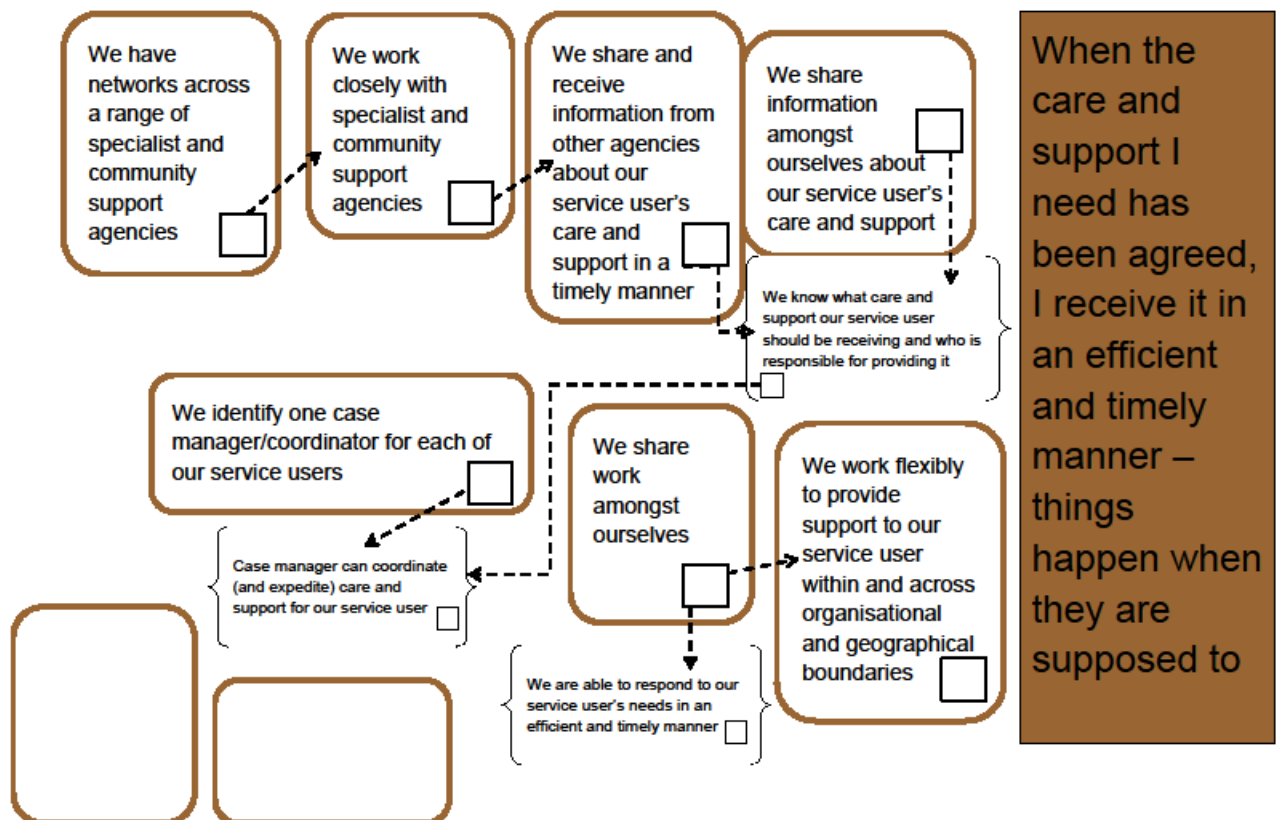 We have
networks across
a range of
specialist and
community
support
agencies
We work
closely with
specialist and
community
support
agencies
We share and
receive
information from
other agencies
about our
service user's
care and
support in a
timely manner
We share
information
amongst
ourselves about
our service user's
care and support
We know what care and
support our service user
should be receiving and who is
responsible for providing it
We identify one case
manager/coordinator for each of
our service users
Case manager can coordinate
(and expedite) care and
support for our service user
We share
work
amongst
ourselves
We are able to respond to our
service user's needs in an
efficient and timely manner
We work flexibly
to provide
support to our
service user
within and across
organisational
and geographical
boundaries
When the
care and
support I
need has
been agreed,
I receive it in
an efficient
and timely
manner –
things
happen when
they are
supposed to